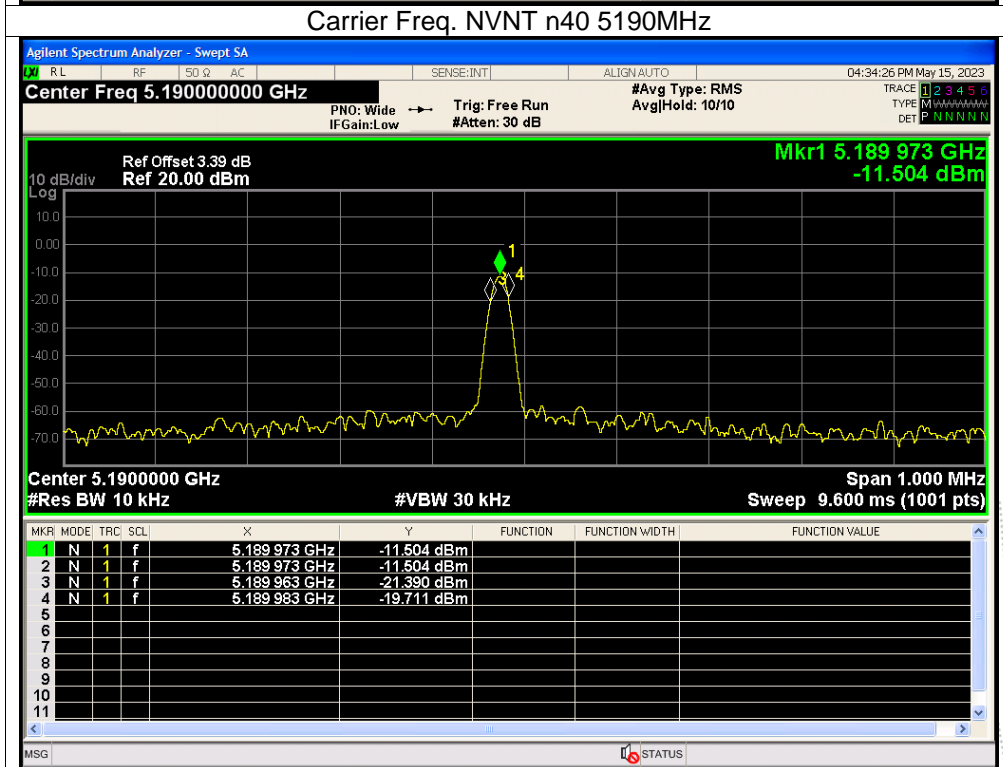 Carrier Freq. NVNT n40 5190MHz
Agilent Spectrum Analyzer - Swept SA
LXI RL RF 50 Ω AC SENSE:INT ALIGN AUTO 04:34:26 PM May 15, 2023
Center Freq 5.190000000 GHz #Avg Type: RMS TRACE 1 2 3 4 5 6
PNO: Wide Trig: Free Run Avg|Hold: 10/10 TYPE M WWWWW
IFGain:Low #Atten: 30 dB DET P N N N N N
Mkr1 5.189 973 GHz
Ref Offset 3.39 dB
10 dB/div Ref 20.00 dBm -11.504 dBm
Log
10.0
0.00
1
-10.0
3 4
-20.0
-30.0
-40.0
-50.0
-60.0
-70.0
Center 5.1900000 GHz Span 1.000 MHz
#Res BW 10 kHz #VBW 30 kHz Sweep 9.600 ms (1001 pts)
MKR MODE TRC SCL X Y FUNCTION FUNCTION WIDTH FUNCTION VALUE
1 N 1 f 5.189 973 GHz -11.504 dBm
2 N 1 f 5.189 973 GHz -11.504 dBm
3 N 1 f 5.189 963 GHz -21.390 dBm
4 N 1 f 5.189 983 GHz -19.711 dBm
5
6
7
8
9
10
11
MSG STATUS